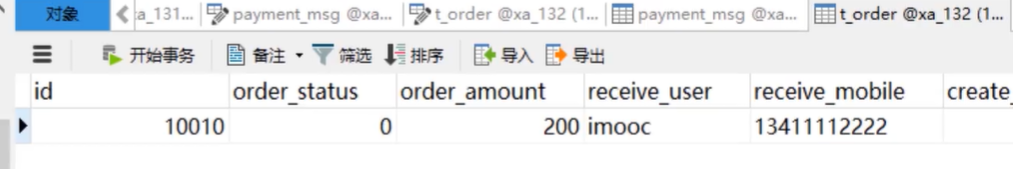 对象 xa_131... payment_msg @xa... t_order @xa_132 (1... payment_msg @xa... t_order @xa_132 (1...
开始事务 备注 筛选 排序 导入 导出
id order_status order_amount receive_user receive_mobile create_
10010 0 200 imooc 13411112222